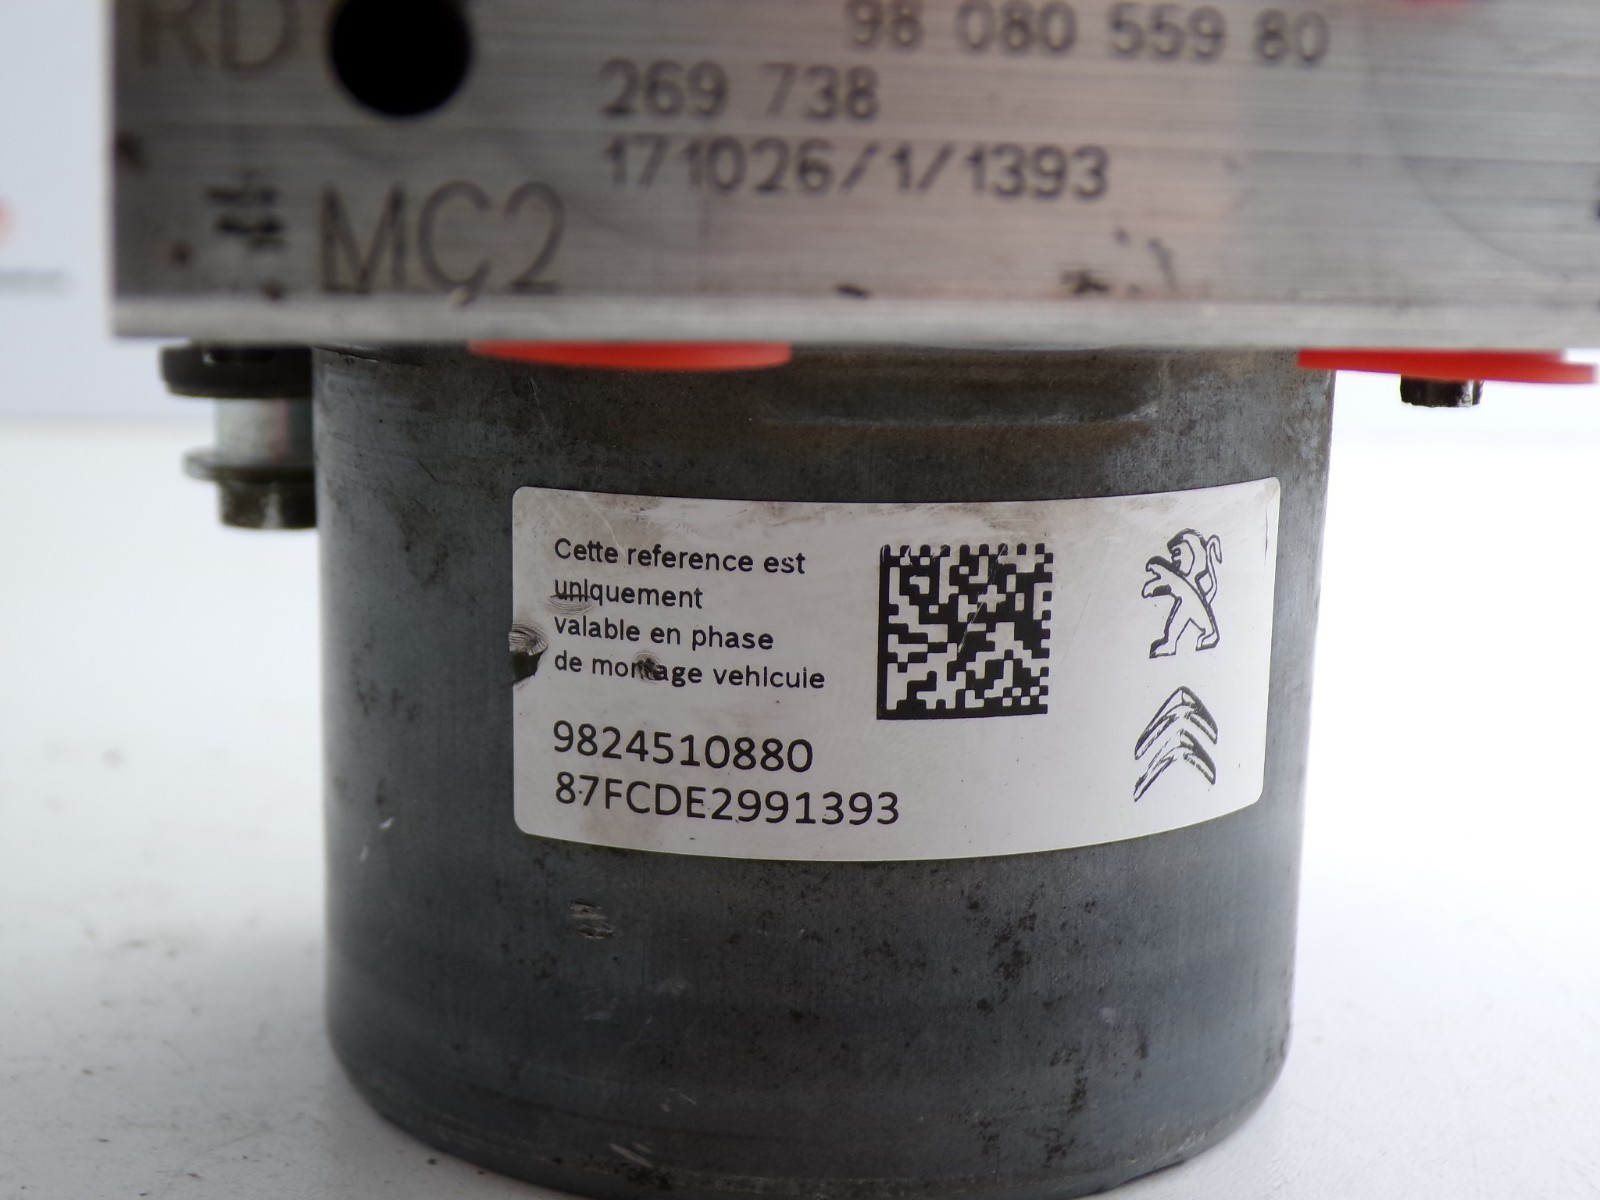 RD
98 080 559 80
269 738
171026/1/1393
MC2
Cette reference est
uniquement
valable en phase
de montage vehicuie
9824510880
87FCDE2991393